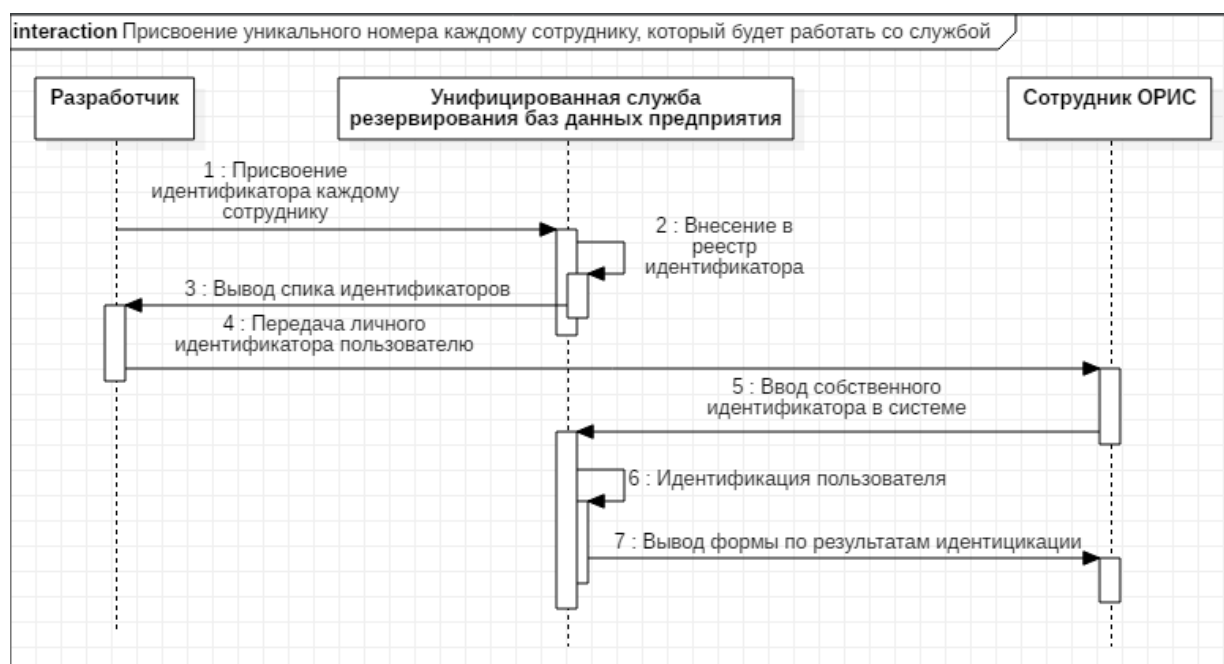 interaction Присвоение уникального номера каждому сотруднику, который будет работать со службой
Разработчик
Унифицированная служба
резервирования баз данных предприятия
Сотрудник ОРИС
1 : Присвоение
идентификатора каждому
сотруднику
2 : Внесение в
реестр
идентификатора
3 : Вывод спика идентификаторов
4 : Передача личного
идентификатора пользователю
5 : Ввод собственного
идентификатора в системе
6 : Идентификация пользователя
7 : Вывод формы по результатам идентицикации